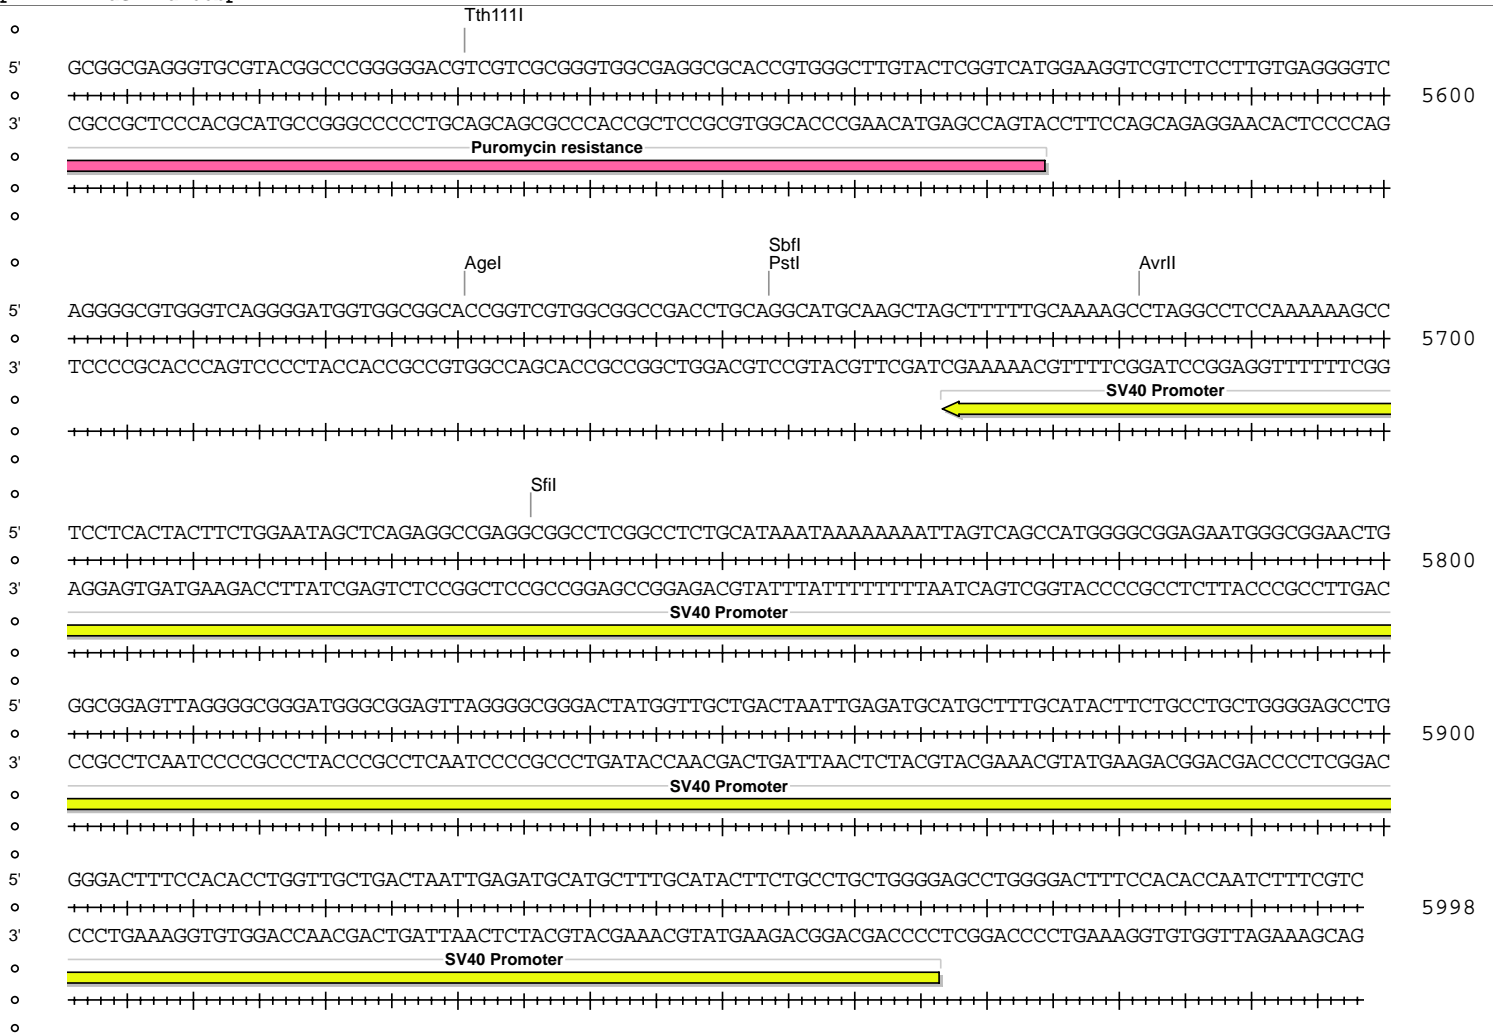 Tth111I
5' GCGGCGAGGGTGCGTACGGCCCGGGGGACGTCGTCGCGGGTGGCGAGGCGCACCGTGGGCTTGTACTCGGTCATGGAAGGTCGTCTCCTTGTGAGGGGTC
5600
3' CGCCGCTCCCACGCATGCCGGGCCCCCTGCAGCAGCGCCCACCGCTCCGCGTGGCACCCGAACATGAGCCAGTACCTTCCAGCAGAGGAACACTCCCCAG
Puromycin resistance
SbfI
AgeI PstI AvrII
5' AGGGGCGTGGGTCAGGGGATGGTGGCGGCACCGGTCGTGGCGGCCGACCTGCAGGCATGCAAGCTAGCTTTTTGCAAAAGCCTAGGCCTCCAAAAAAGCC
5700
3' TCCCCGCACCCAGTCCCCTACCACCGCCGTGGCCAGCACCGCCGGCTGGACGTCCGTACGTTCGATCGAAAAACGTTTTCGGATCCGGAGGTTTTTTCGG
SV40 Promoter
SfiI
5' TCCTCACTACTTCTGGAATAGCTCAGAGGCCGAGGCGGCCTCGGCCTCTGCATAAATAAAAAAAATTAGTCAGCCATGGGGCGGAGAATGGGCGGAACTG
5800
3' AGGAGTGATGAAGACCTTATCGAGTCTCCGGCTCCGCCGGAGCCGGAGACGTATTTATTTTTTTTAATCAGTCGGTACCCCGCCTCTTACCCGCCTTGAC
SV40 Promoter
5' GGCGGAGTTAGGGGCGGGATGGGCGGAGTTAGGGGCGGGACTATGGTTGCTGACTAATTGAGATGCATGCTTTGCATACTTCTGCCTGCTGGGGAGCCTG
5900
3' CCGCCTCAATCCCCGCCCTACCCGCCTCAATCCCCGCCCTGATACCAACGACTGATTAACTCTACGTACGAAACGTATGAAGACGGACGACCCCTCGGAC
SV40 Promoter
5' GGGACTTTCCACACCTGGTTGCTGACTAATTGAGATGCATGCTTTGCATACTTCTGCCTGCTGGGGAGCCTGGGGACTTTCCACACCAATCTTTCGTC
5998
3' CCCTGAAAGGTGTGGACCAACGACTGATTAACTCTACGTACGAAACGTATGAAGACGGACGACCCCTCGGACCCCTGAAAGGTGTGGTTAGAAAGCAG
SV40 Promoter